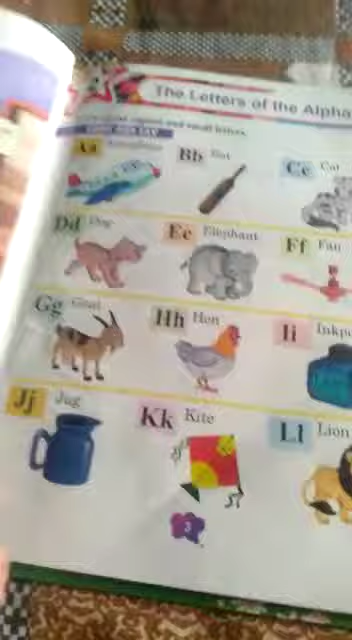 The Letters of the Alpha
Aa
Bb Bat
Cc Cat
Dd Dog
Ee Elephant
Ff Fan
Gg Goat
Hh Hen
Ii Inkp
Jj Jug
Kk Kite
Ll Lion
3